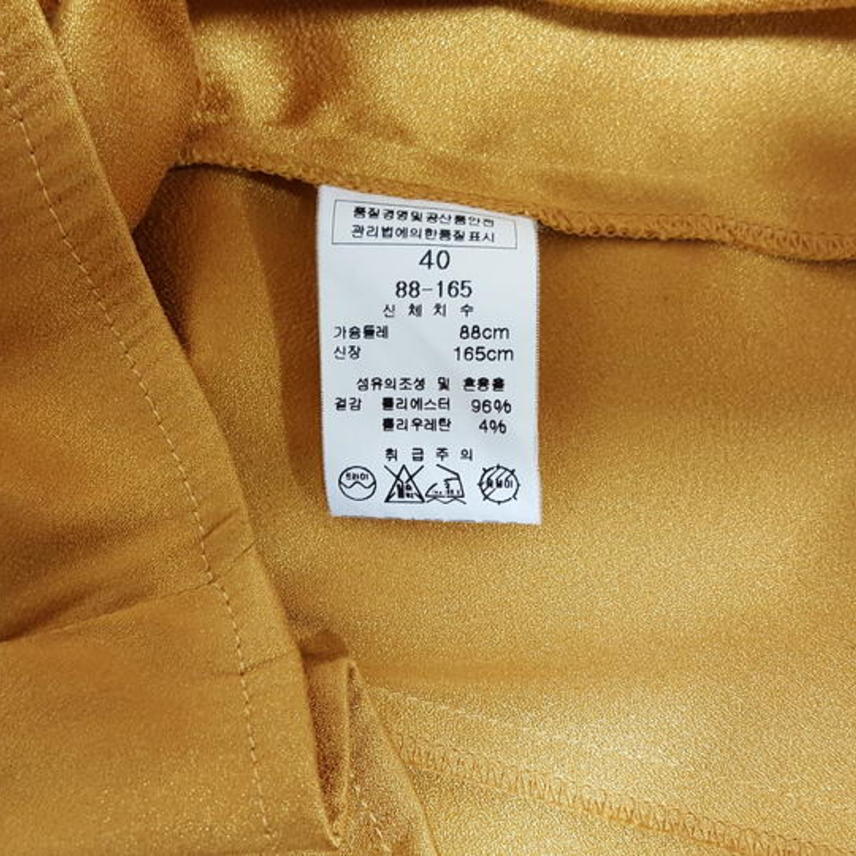 품질경영및공산품안전
관리법에의한품질표시
40
88-165
신 체 치 수
가슴둘레 88cm
신장 165cm
섬유의조성 및 혼용율
겉감 폴리에스터 96%
폴리우레탄 4%
취 급 주 의
드라이